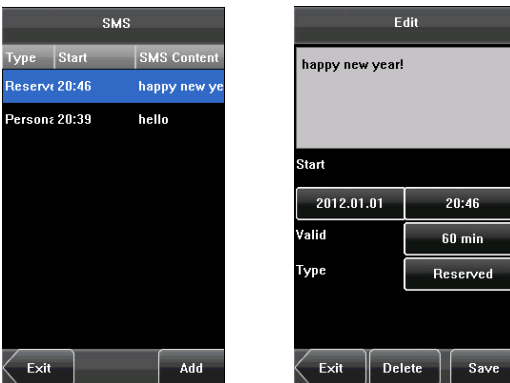 SMS
Type Start SMS Content
Reserve 20:46 happy new ye
Persona 20:39 hello
Exit Add
Edit
happy new year!
Start
2012.01.01 20:46
Valid 60 min
Type Reserved
Exit Delete Save